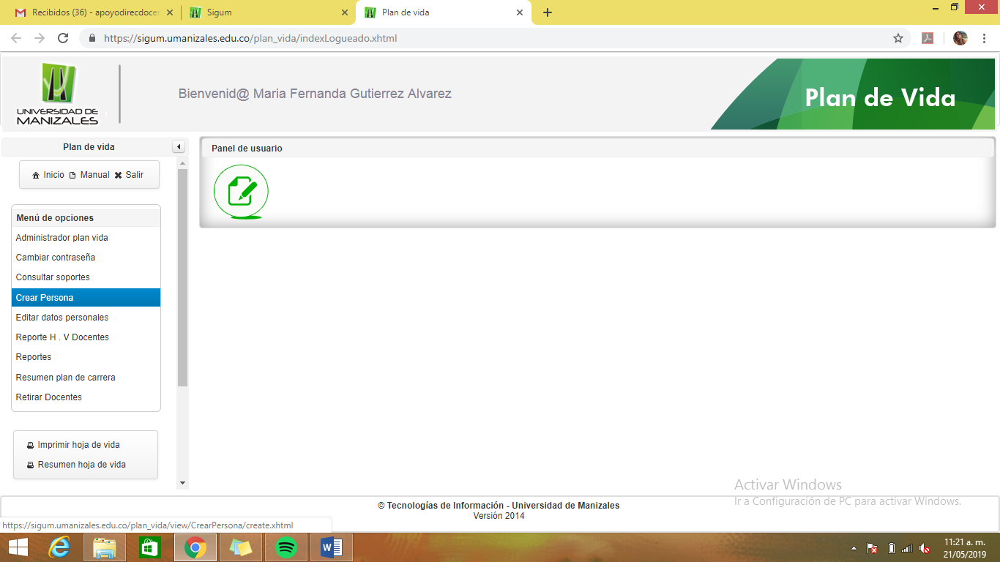 Recibidos (36) - apoyodirecdocen
Sigum
Plan de vida
https://sigum.umanizales.edu.co/plan_vida/indexLogueado.xhtml
UNIVERSIDAD DE
MANIZALES
Bienvenid@ Maria Fernanda Gutierrez Alvarez
Plan de Vida
Plan de vida
Inicio Manual Salir
Menú de opciones
Administrador plan vida
Cambiar contraseña
Consultar soportes
Crear Persona
Editar datos personales
Reporte H . V Docentes
Reportes
Resumen plan de carrera
Retirar Docentes
Imprimir hoja de vida
Resumen hoja de vida
Panel de usuario
Activar Windows
Ir a Configuración de PC para activar Windows.
© Tecnologías de Información - Universidad de Manizales
Versión 2014
https://sigum.umanizales.edu.co/plan_vida/view/CrearPersona/create.xhtml
11:21 a. m.
21/05/2019